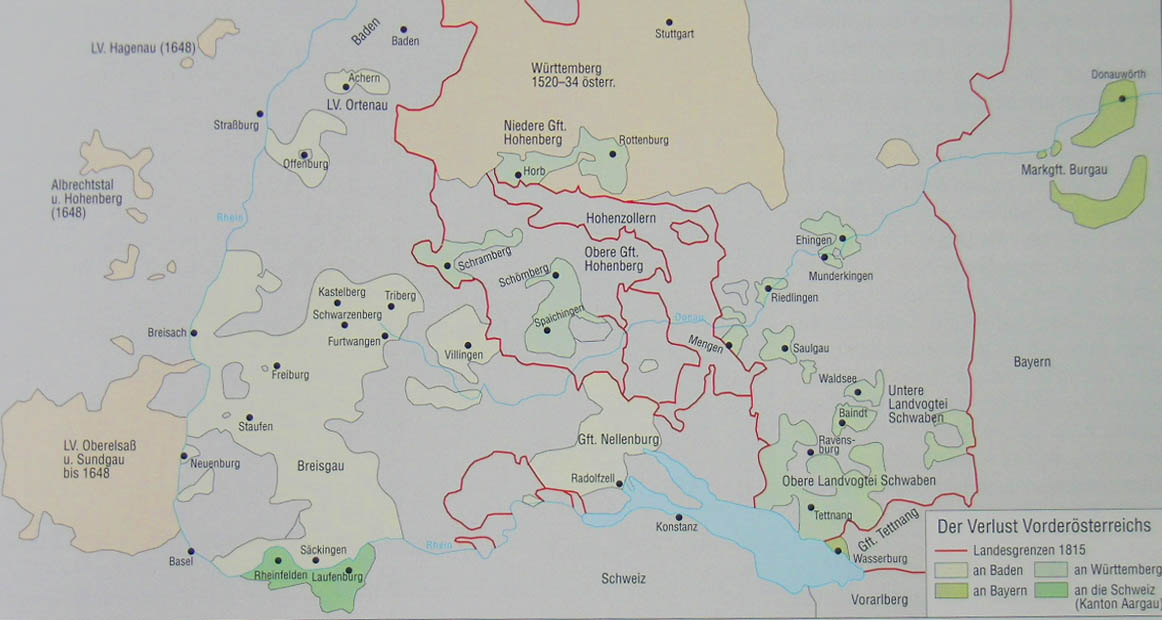 LV. Hagenau (1648)
Baden
Baden
Stuttgart
Achern
LV. Ortenau
Württemberg
1520–34 österr.
Donauwörth
Straßburg
Offenburg
Niedere Gft.
Hohenberg
Rottenburg
Horb
Albrechtstal
u. Hohenberg
(1648)
Markgft. Burgau
Rhein
Hohenzollern
Obere Gft.
Hohenberg
Ehingen
Munderkingen
Schramberg
Schömberg
Riedlingen
Kastelberg
Triberg
Schwarzenberg
Furtwangen
Spaichingen
Donau
Breisach
Villingen
Mengen
Saulgau
Bayern
Freiburg
Waldsee
Untere
Landvogtei
Schwaben
Baindt
Staufen
LV. Oberelsaß
u. Sundgau
bis 1648
Neuenburg
Breisgau
Gft. Nellenburg
Ravens-
burg
Radolfzell
Obere Landvogtei Schwaben
Tettnang
Konstanz
Gft. Tettnang
Basel
Säckingen
Rhein
Rheinfelden
Laufenburg
Wasserburg
Schweiz
Vorarlberg
Der Verlust Vorderösterreichs
Landesgrenzen 1815
an Baden
an Württemberg
an Bayern
an die Schweiz
(Kanton Aargau)